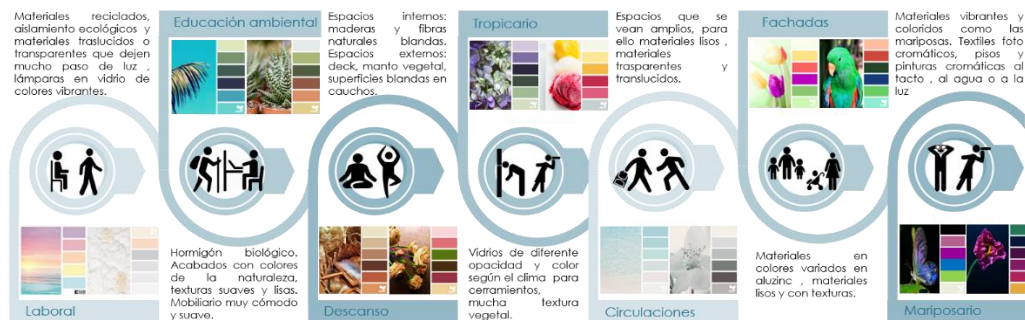 Materiales reciclados,
aislamiento ecológicos y
materiales traslucidos o
transparentes que dejen
mucho paso de luz ,
lámparas en vidrio de
colores vibrantes.
Laboral
Educación ambiental
Hormigón biológico.
Acabados con colores
de la naturaleza,
texturas suaves y lisas.
Mobiliario muy cómodo
y suave.
Espacios internos:
maderas y fibras
naturales blandas.
Espacios externos:
deck, manto vegetal,
superficies blandas en
cauchos.
Descanso
Tropicario
Vidrios de diferente
opacidad y color
según el clima para
cerramientos,
mucha textura
vegetal.
Espacios que se
vean amplios, para
ello materiales lisos ,
materiales
trasparentes y
translucidos.
Circulaciones
Fachadas
Materiales en
colores variados en
aluzinc , materiales
lisos y con texturas.
Materiales vibrantes y
coloridos como las
mariposas. Textiles foto
cromáticos, pisos y
pinturas cromáticas al
tacto , al agua o a la
luz
Mariposario